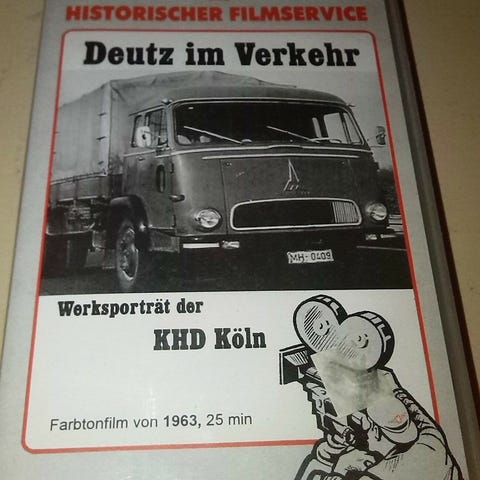 HISTORISCHER FILMSERVICE
Deutz im Verkehr
MH-0409
Werksporträt der
KHD Köln
Farbtonfilm von 1963, 25 min